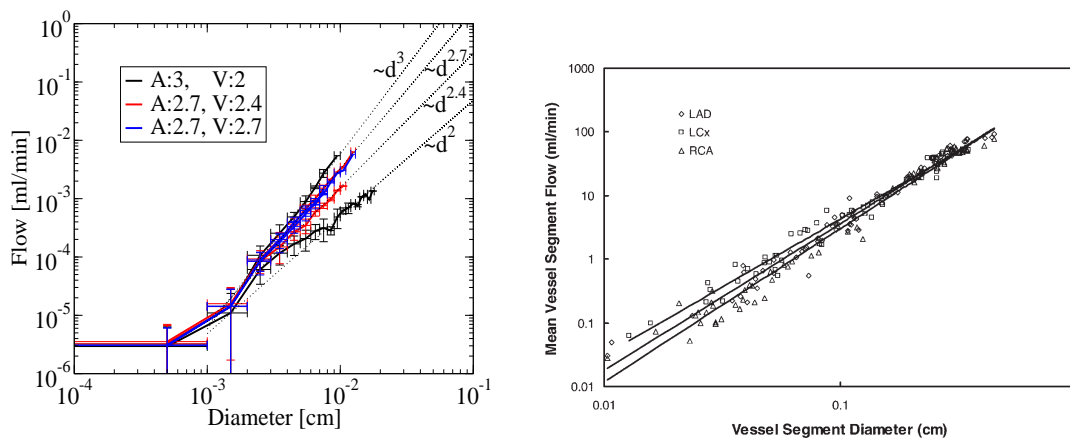 10^0
10^-1
10^-2
10^-3
10^-4
10^-5
10^-6
Flow [ml/min]
A:3, V:2
A:2.7, V:2.4
A:2.7, V:2.7
~d^3
~d^2.7
~d^2.4
~d^2
10^-4
10^-3
10^-2
10^-1
Diameter [cm]
1000
100
10
1
0.1
0.01
Mean Vessel Segment Flow (ml/min)
LAD
LCx
RCA
0.01
0.1
Vessel Segment Diameter (cm)